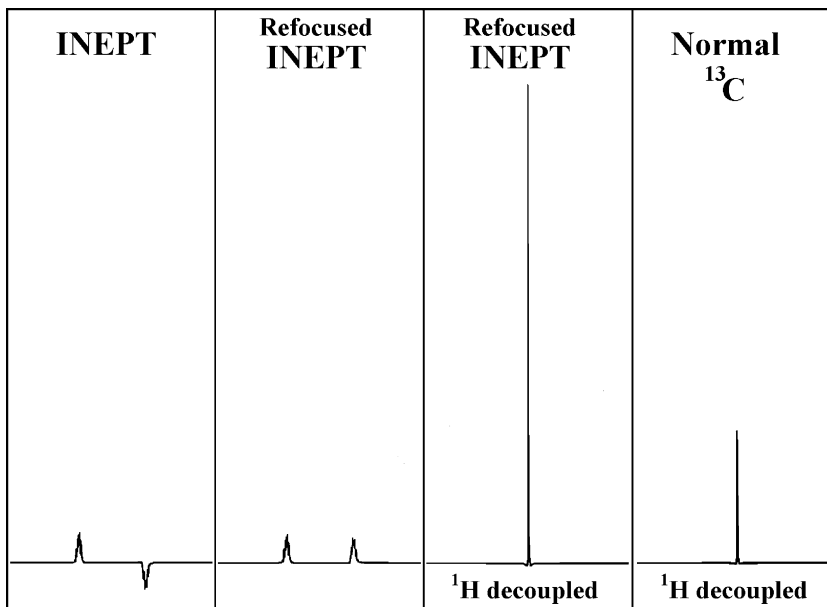 INEPT
Refocused
INEPT
Refocused
INEPT
Normal
¹³C
¹H decoupled
¹H decoupled